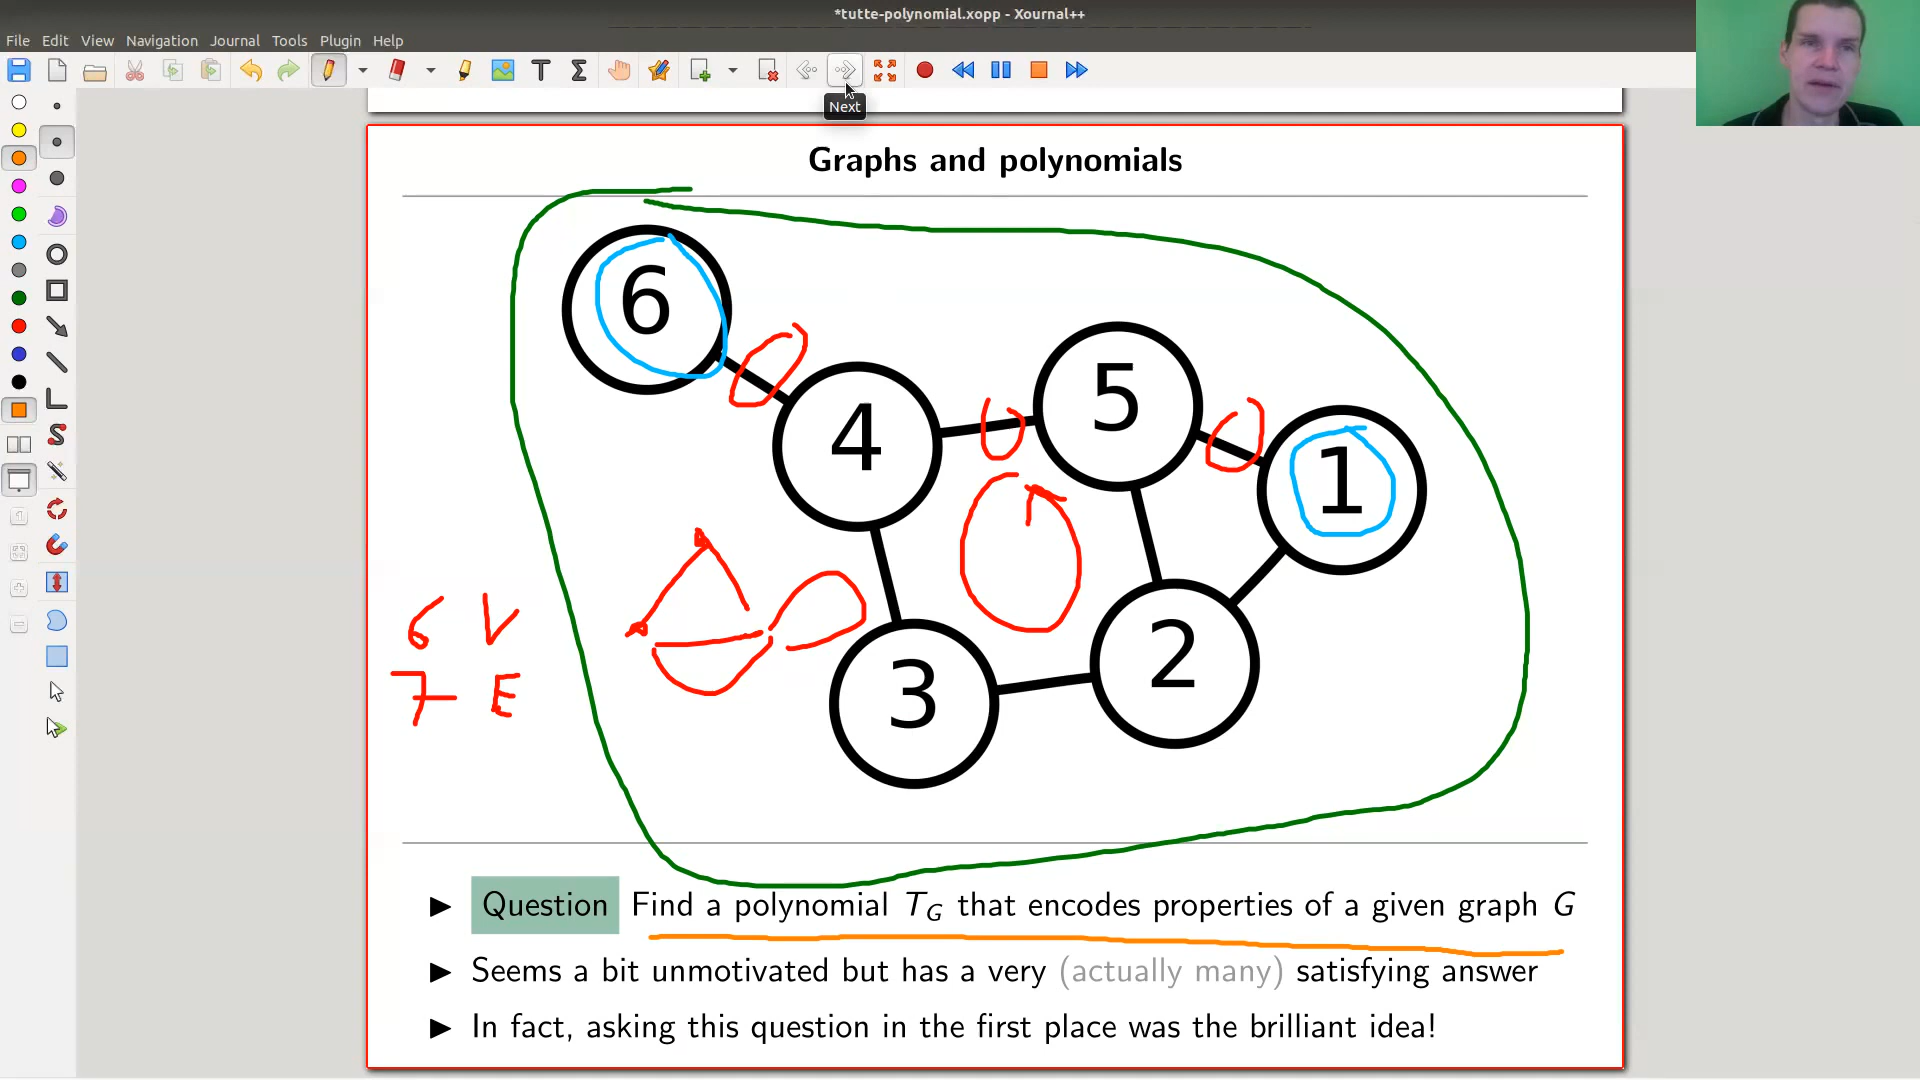 *tutte-polynomial.xopp - Xournal++
File Edit View Navigation Journal Tools Plugin Help
Next
Graphs and polynomials
6
5
4
1
2
3
6 V
7 E
► Question Find a polynomial T_G that encodes properties of a given graph G
► Seems a bit unmotivated but has a very (actually many) satisfying answer
► In fact, asking this question in the first place was the brilliant idea!